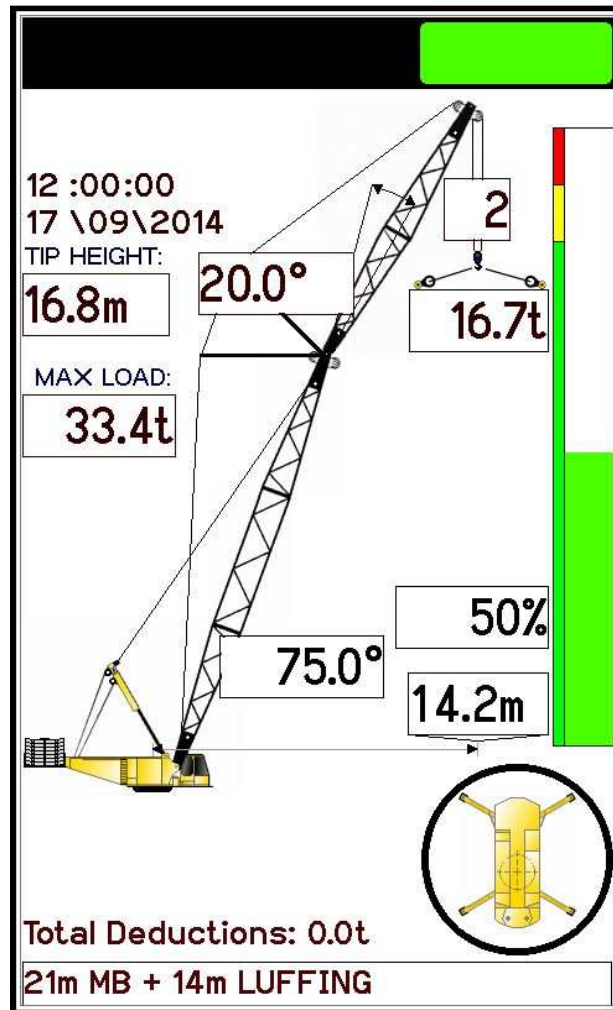 12 :00:00
17 \09\2014
TIP HEIGHT:
16.8m
20.0°
2
16.7t
MAX LOAD:
33.4t
50%
75.0°
14.2m
Total Deductions: 0.0t
21m MB + 14m LUFFING